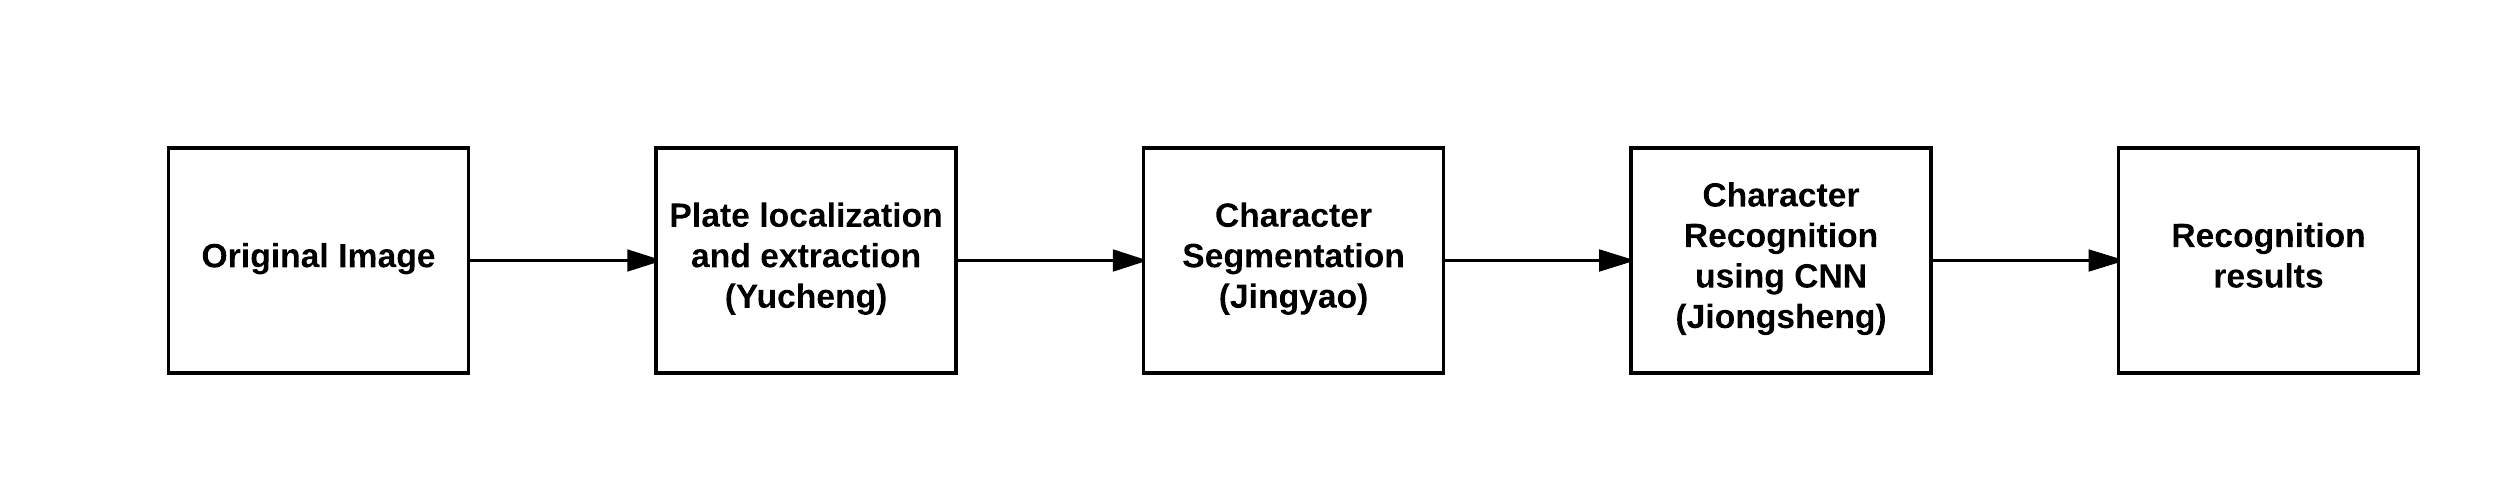 Original Image
Plate localization
and extraction
(Yucheng)
Character
Segmentation
(Jingyao)
Character
Recognition
using CNN
(Jiongsheng)
Recognition
results